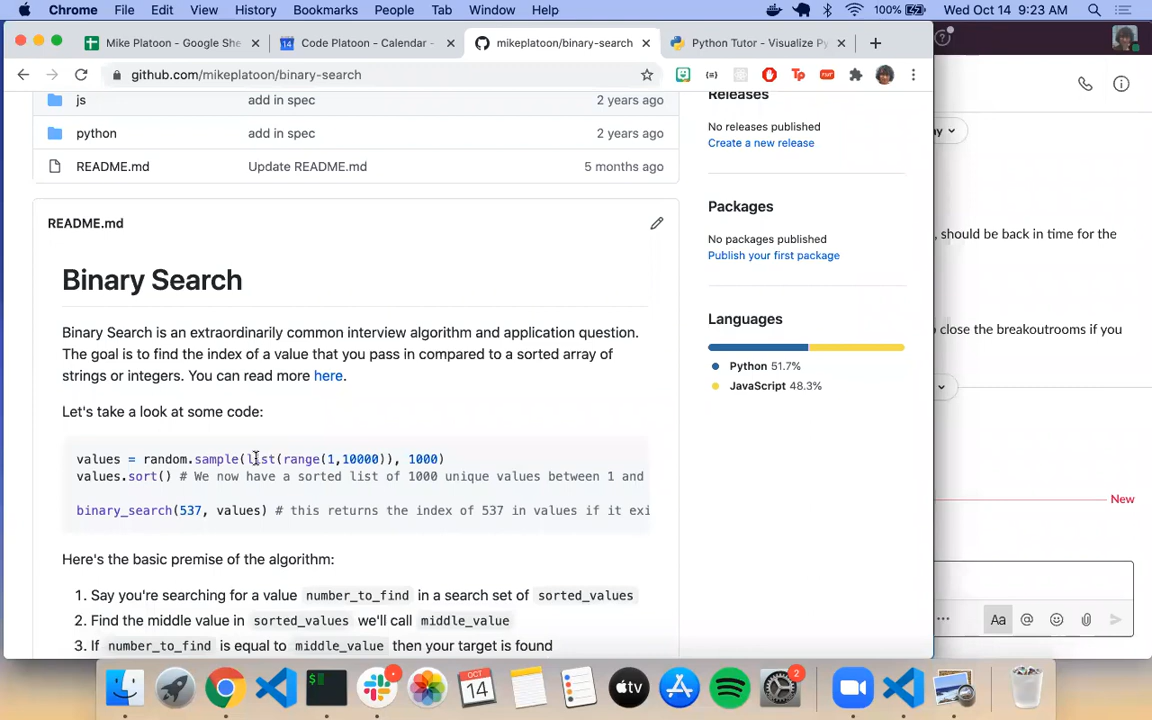 Chrome File Edit View History Bookmarks People Tab Window Help 100% Wed Oct 14 9:23 AM
Mike Platoon - Google She
Code Platoon - Calendar -
mikeplatoon/binary-search
Python Tutor - Visualize Py
github.com/mikeplatoon/binary-search
js add in spec 2 years ago
python add in spec 2 years ago
README.md Update README.md 5 months ago
README.md
Binary Search
Binary Search is an extraordinarily common interview algorithm and application question.
The goal is to find the index of a value that you pass in compared to a sorted array of
strings or integers. You can read more here.
Let's take a look at some code:
values = random.sample(list(range(1,10000)), 1000)
values.sort() # We now have a sorted list of 1000 unique values between 1 and
binary_search(537, values) # this returns the index of 537 in values if it exi
Here's the basic premise of the algorithm:
1. Say you're searching for a value number_to_find in a search set of sorted_values
2. Find the middle value in sorted_values we'll call middle_value
3. If number_to_find is equal to middle_value then your target is found
Releases
No releases published
Create a new release
Packages
No packages published
Publish your first package
Languages
Python 51.7%
JavaScript 48.3%
ay
, should be back in time for the
close the breakoutrooms if you
New
Aa
OCT
14
tv
2